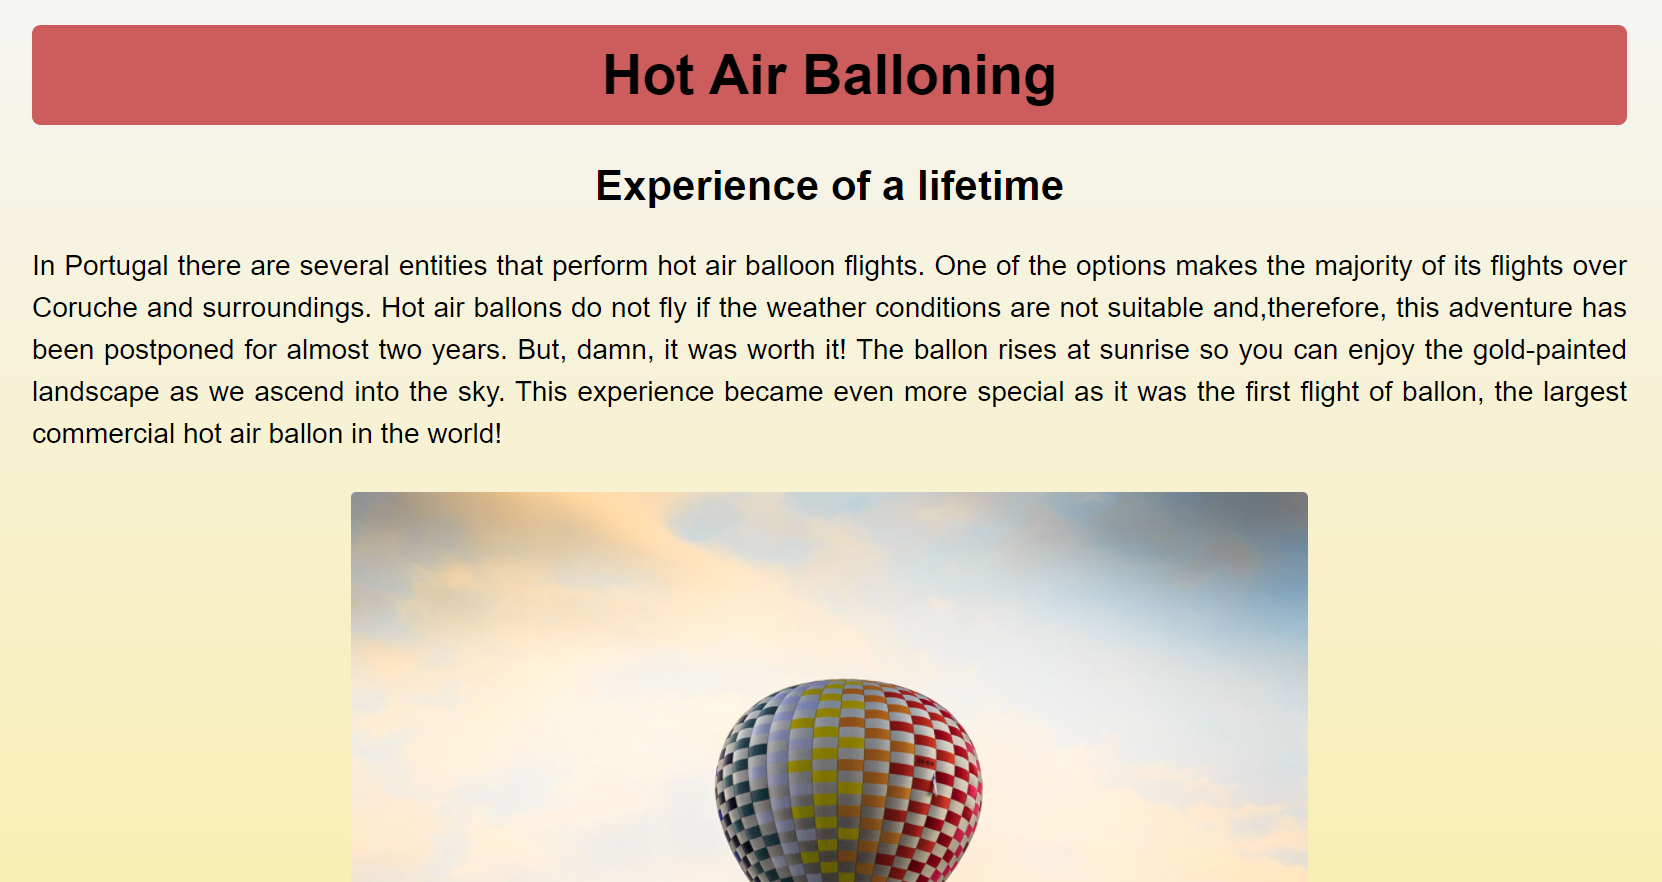 Hot Air Balloning
Experience of a lifetime
In Portugal there are several entities that perform hot air balloon flights. One of the options makes the majority of its flights over
Coruche and surroundings. Hot air ballons do not fly if the weather conditions are not suitable and,therefore, this adventure has
been postponed for almost two years. But, damn, it was worth it! The ballon rises at sunrise so you can enjoy the gold-painted
landscape as we ascend into the sky. This experience became even more special as it was the first flight of ballon, the largest
commercial hot air ballon in the world!